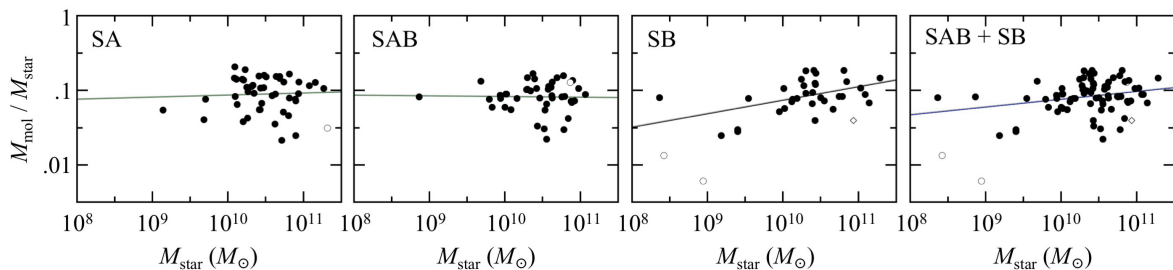 SA
SAB
SB
SAB + SB
M_mol / M_star
1
.1
.01
10^8 10^9 10^10 10^11
10^8 10^9 10^10 10^11
10^8 10^9 10^10 10^11
10^8 10^9 10^10 10^11
M_star (M_⊙)
M_star (M_⊙)
M_star (M_⊙)
M_star (M_⊙)